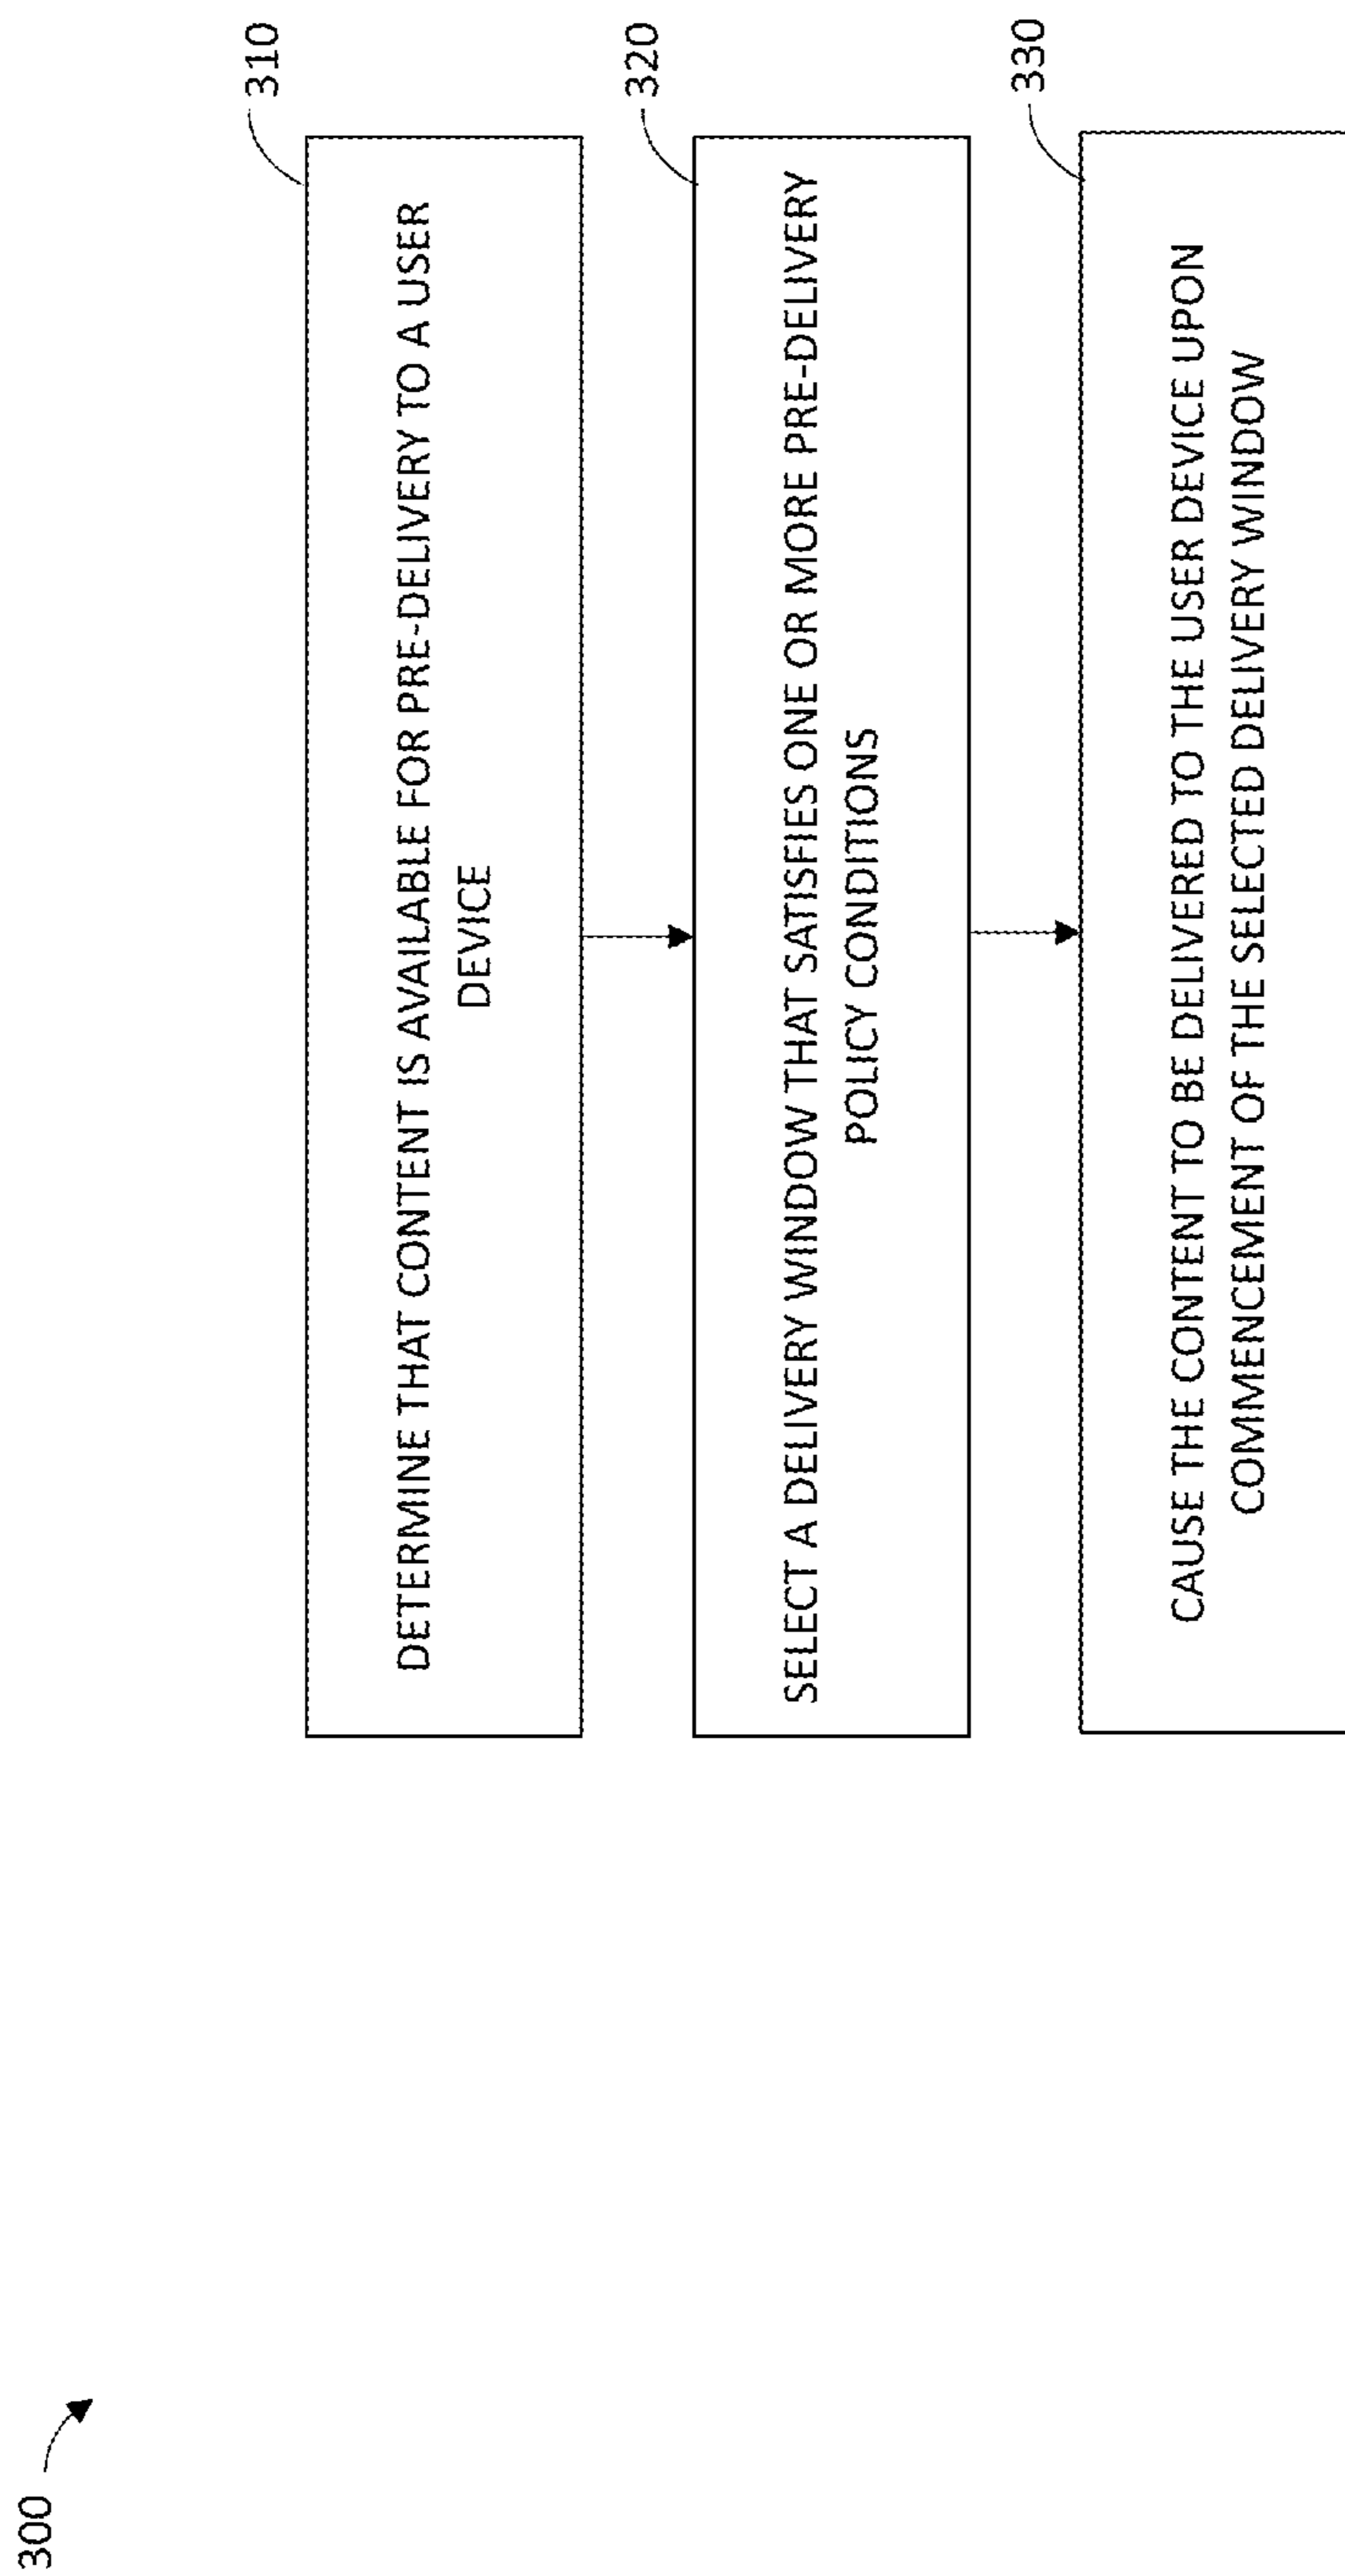 300
310
DETERMINE THAT CONTENT IS AVAILABLE FOR PRE-DELIVERY TO A USER
DEVICE
320
SELECT A DELIVERY WINDOW THAT SATISFIES ONE OR MORE PRE-DELIVERY
POLICY CONDITIONS
330
CAUSE THE CONTENT TO BE DELIVERED TO THE USER DEVICE UPON
COMMENCEMENT OF THE SELECTED DELIVERY WINDOW